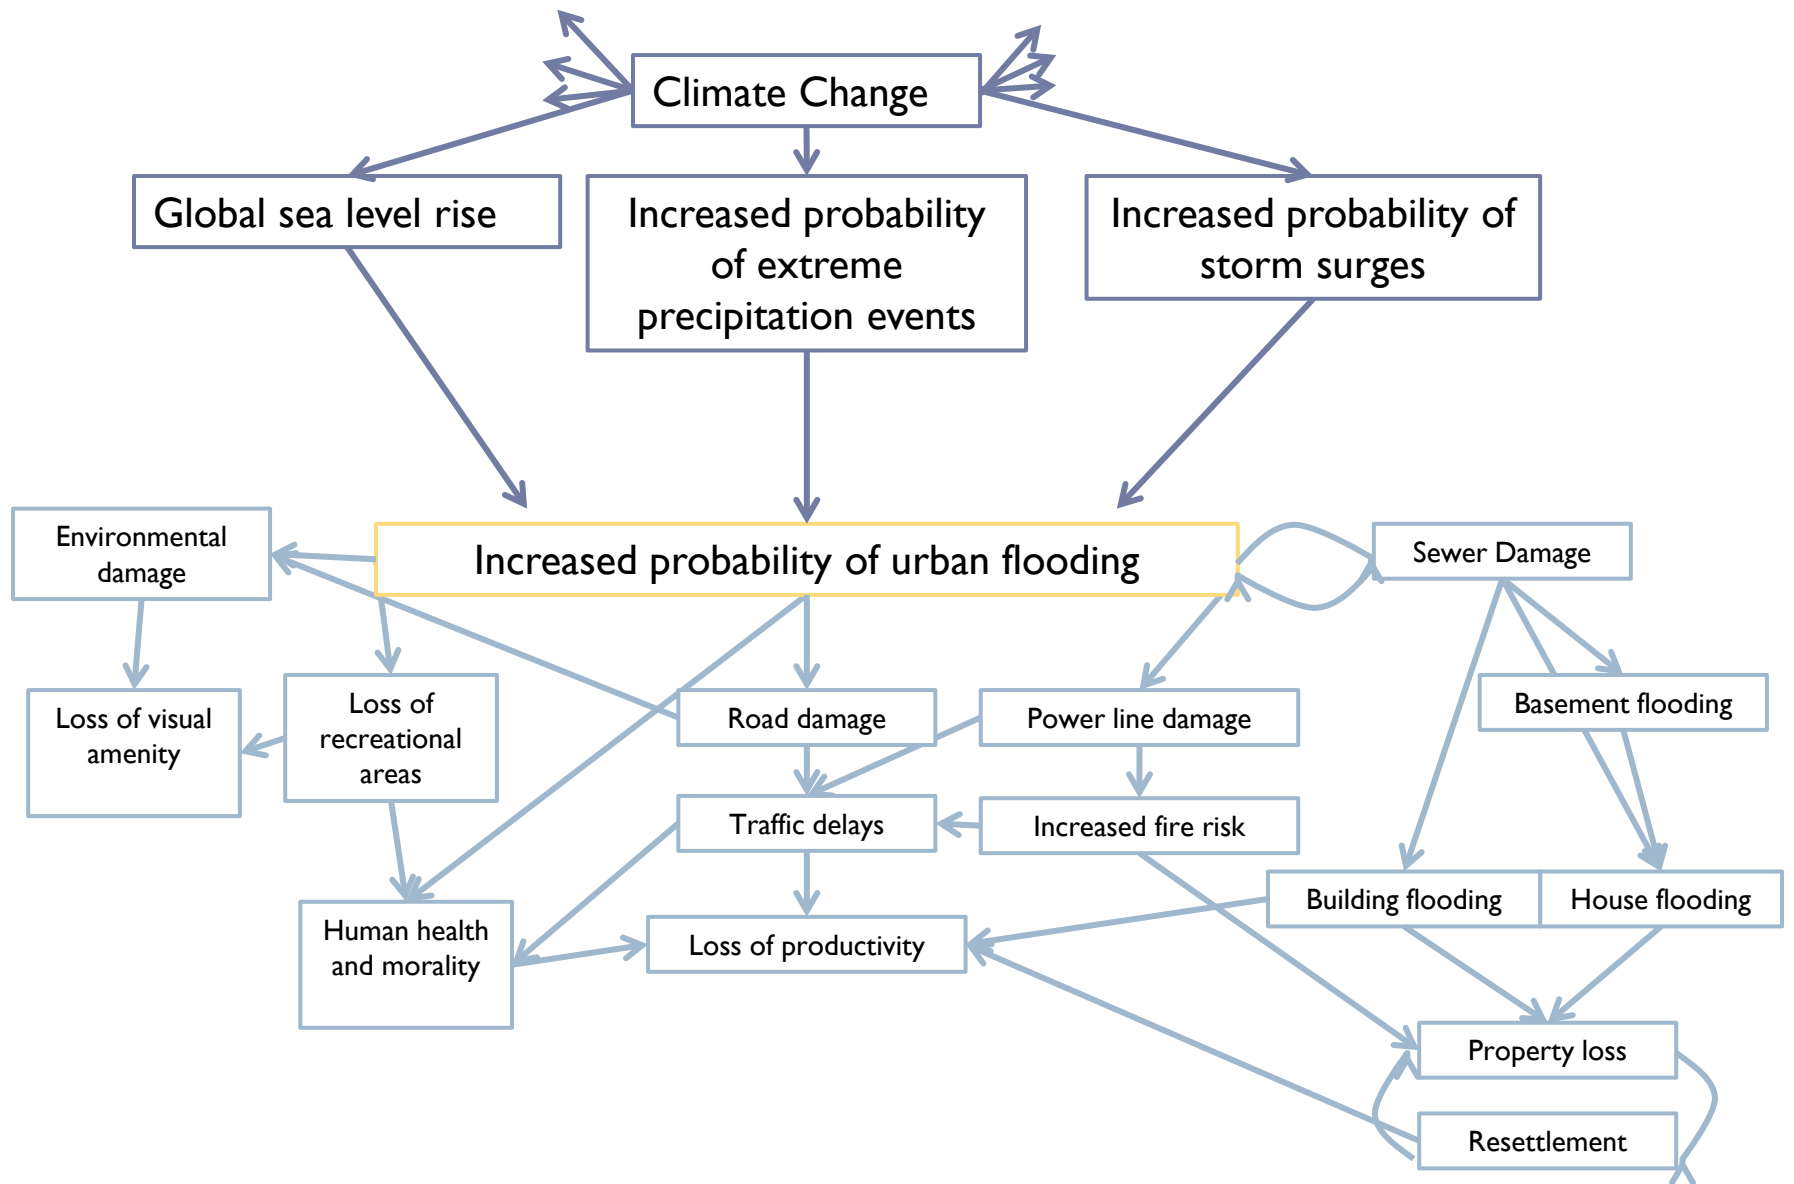 Climate Change
Global sea level rise
Increased probability
of extreme
precipitation events
Increased probability of
storm surges
Environmental
damage
Increased probability of urban flooding
Sewer Damage
Loss of visual
amenity
Loss of
recreational
areas
Road damage
Power line damage
Basement flooding
Traffic delays
Increased fire risk
Building flooding
House flooding
Human health
and morality
Loss of productivity
Property loss
Resettlement